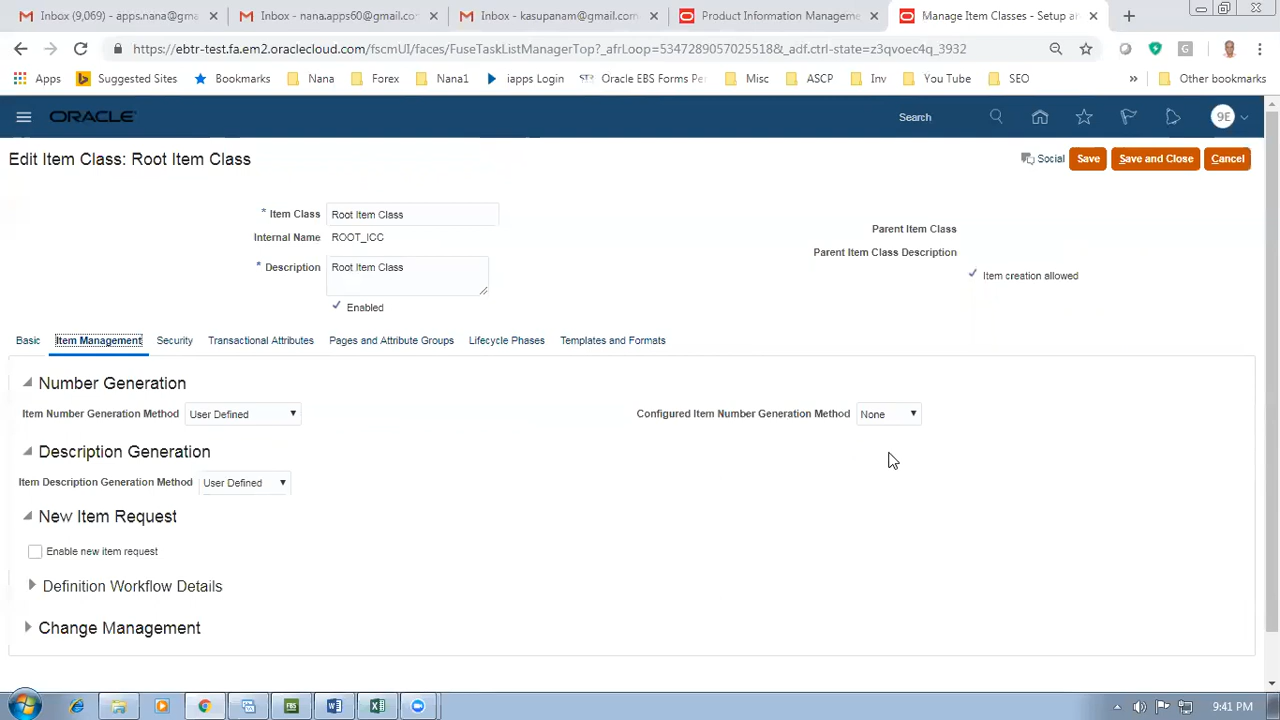 Inbox (9,069) - apps.nana@gma
Inbox - nana.apps60@gmail.co
Inbox - kasupanam@gmail.com
Product Information Manageme
Manage Item Classes - Setup a
https://ebtr-test.fa.em2.oraclecloud.com/fscmUI/faces/FuseTaskListManagerTop?_afrLoop=5347289057025518&_adf.ctrl-state=z3qvoec4q_3932
Apps Suggested Sites Bookmarks Nana Forex Nana1 iapps Login Oracle EBS Forms Pe Misc ASCP Inv You Tube SEO » Other bookmarks
ORACLE Search 9E
Edit Item Class: Root Item Class
Social Save Save and Close Cancel
* Item Class Root Item Class
Internal Name ROOT_ICC
* Description Root Item Class
Enabled
Parent Item Class
Parent Item Class Description
Item creation allowed
Basic Item Management Security Transactional Attributes Pages and Attribute Groups Lifecycle Phases Templates and Formats
Number Generation
Item Number Generation Method User Defined Configured Item Number Generation Method None
Description Generation
Item Description Generation Method User Defined
New Item Request
Enable new item request
Definition Workflow Details
Change Management
9:41 PM